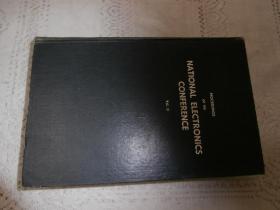 PROCEEDINGS
OF THE
NATIONAL ELECTRONICS
CONFERENCE